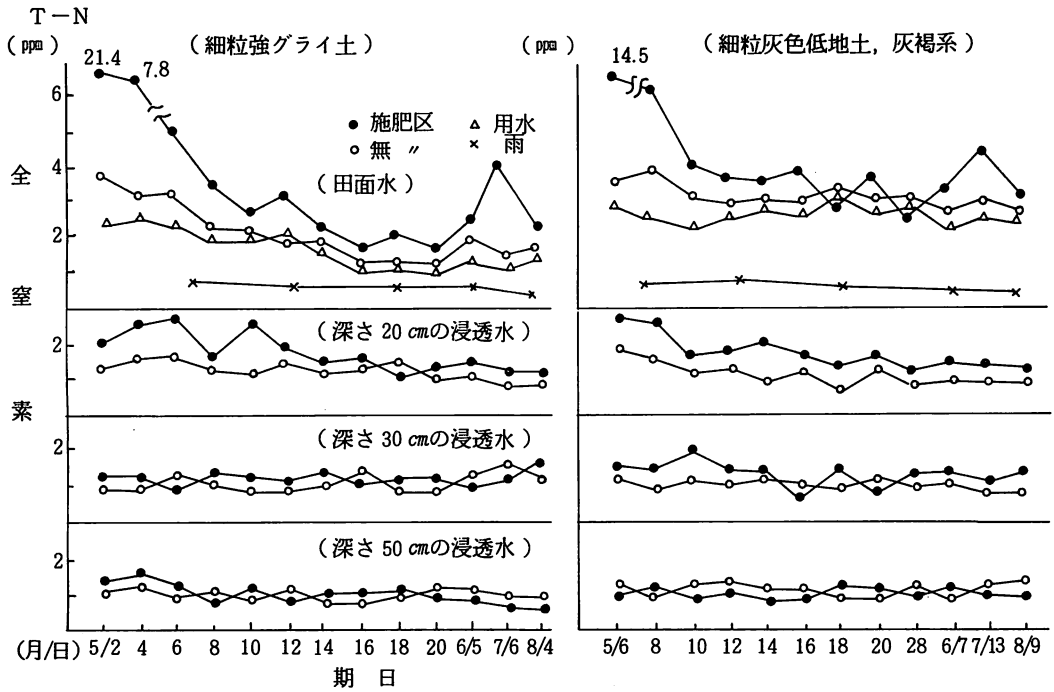 T－N
(ppm) (細粒強グライ土) (ppm) (細粒灰色低地土，灰褐系)
21.4 7.8 14.5
6
● 施肥区 △ 用水
○ 無 〃 × 雨
4
全 (田面水)
2
窒
(深さ 20 cmの浸透水)
2
素
(深さ 30 cmの浸透水)
2
(深さ 50 cmの浸透水)
2
(月/日) 5/2 4 6 8 10 12 14 16 18 20 6/5 7/6 8/4 5/6 8 10 12 14 16 18 20 28 6/7 7/13 8/9
期 日